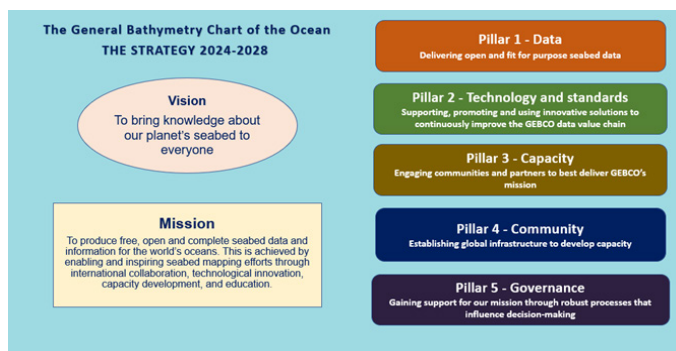 The General Bathymetry Chart of the Ocean
THE STRATEGY 2024-2028
Vision
To bring knowledge about
our planet's seabed to
everyone
Mission
To produce free, open and complete seabed data and
information for the world's oceans. This is achieved by
enabling and inspiring seabed mapping efforts through
international collaboration, technological innovation,
capacity development, and education.
Pillar 1 - Data
Delivering open and fit for purpose seabed data
Pillar 2 - Technology and standards
Supporting, promoting and using innovative solutions to
continuously improve the GEBCO data value chain
Pillar 3 - Capacity
Engaging communities and partners to best deliver GEBCO's
mission
Pillar 4 - Community
Establishing global infrastructure to develop capacity
Pillar 5 - Governance
Gaining support for our mission through robust processes that
influence decision-making